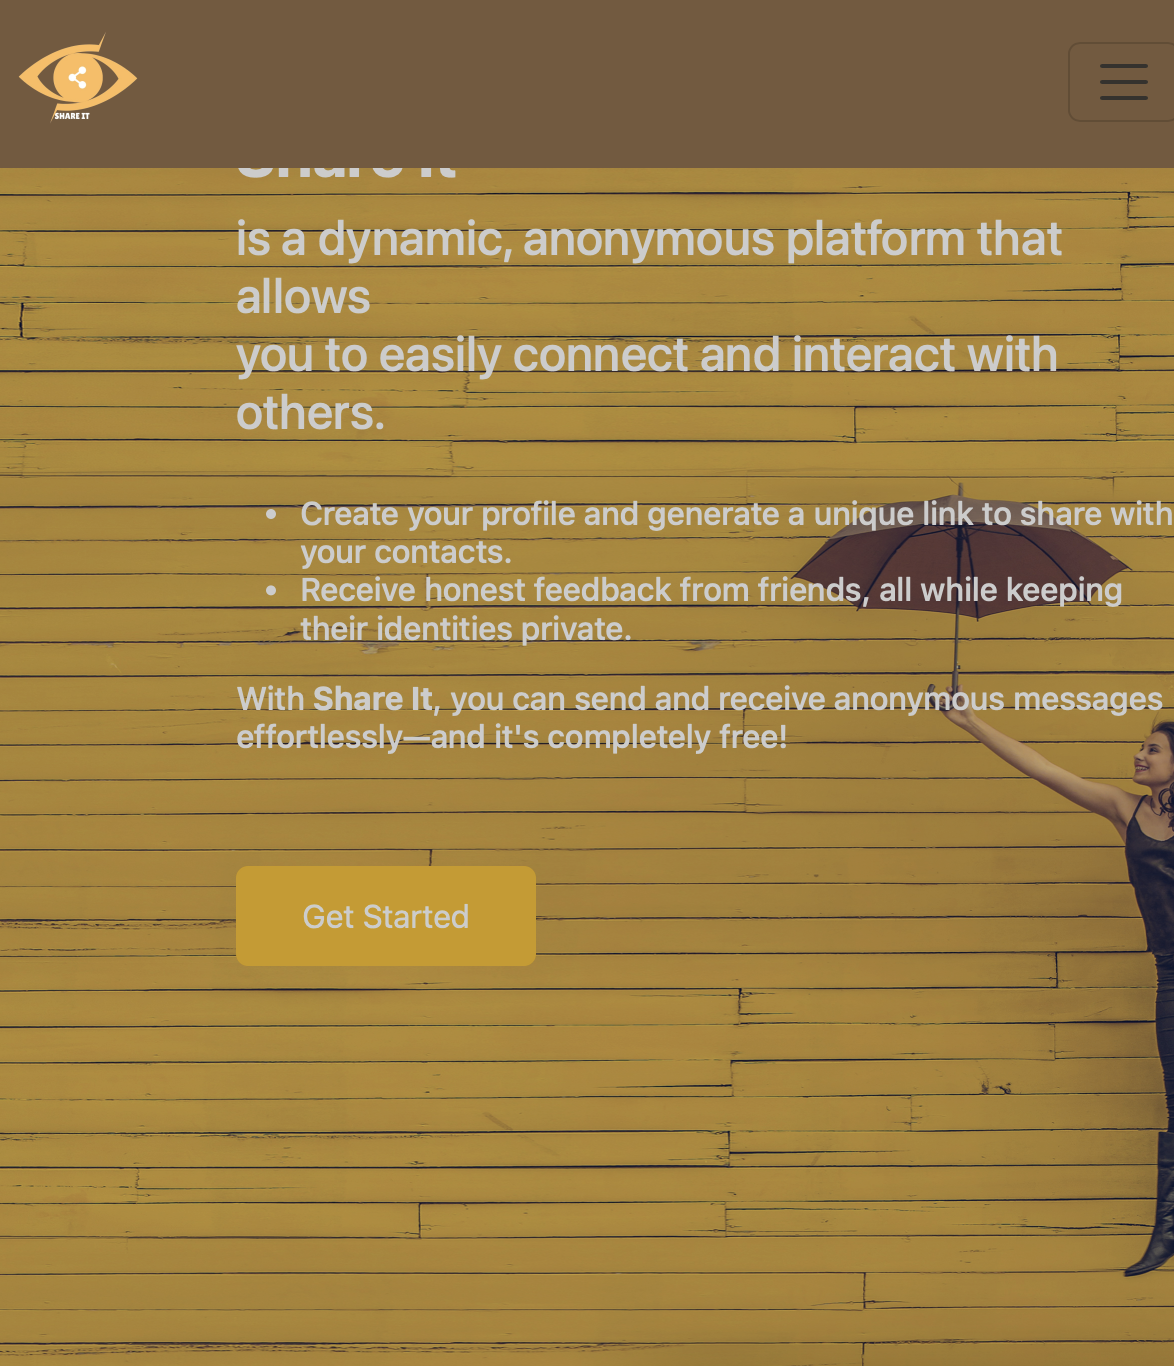 SHARE IT
Share It
is a dynamic, anonymous platform that
allows
you to easily connect and interact with
others.
• Create your profile and generate a unique link to share with
your contacts.
• Receive honest feedback from friends, all while keeping
their identities private.
With Share It, you can send and receive anonymous messages
effortlessly—and it's completely free!
Get Started